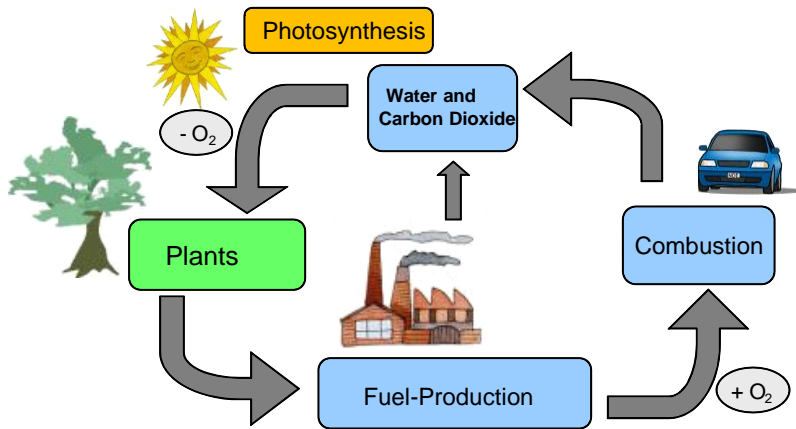 Photosynthesis
Water and
Carbon Dioxide
- O₂
Plants
Combustion
Fuel-Production
+ O₂